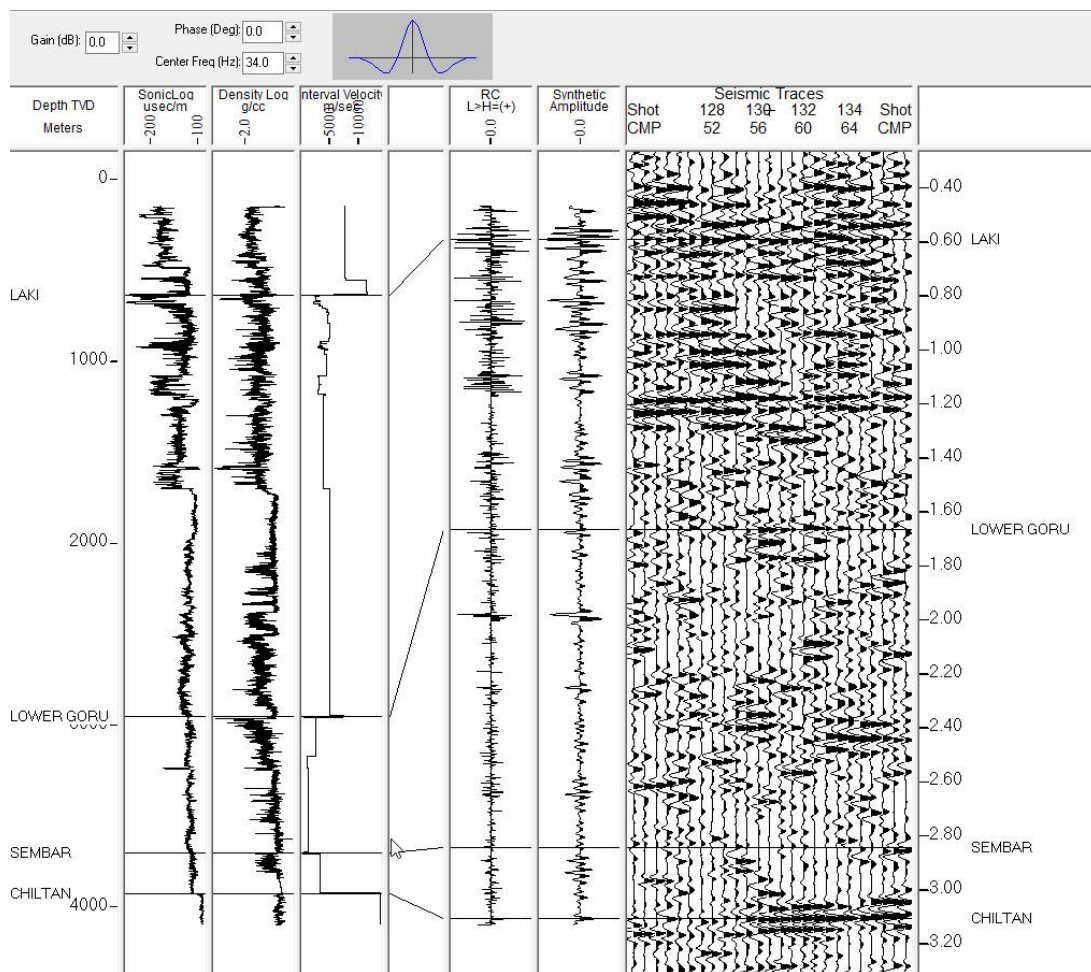 Gain (dB): 0.0
Phase (Deg): 0.0
Center Freq (Hz): 34.0
Depth TVD
Meters
SonicLog
usec/m
-200
-100
Density Log
g/cc
-2.0
nterval Velocity
m/sec
-5000
-10000
RC
L>H=(+)
-0.0
Synthetic
Amplitude
-0.0
Seismic Traces
Shot 128 130 132 134 Shot
CMP 52 56 60 64 CMP
0-
LAKI
1000-
2000-
LOWER GORU
SEMBAR
CHILTAN
4000-
-0.40
-0.60 LAKI
-0.80
-1.00
-1.20
-1.40
-1.60
LOWER GORU
-1.80
-2.00
-2.20
-2.40
-2.60
-2.80
SEMBAR
-3.00
CHILTAN
-3.20